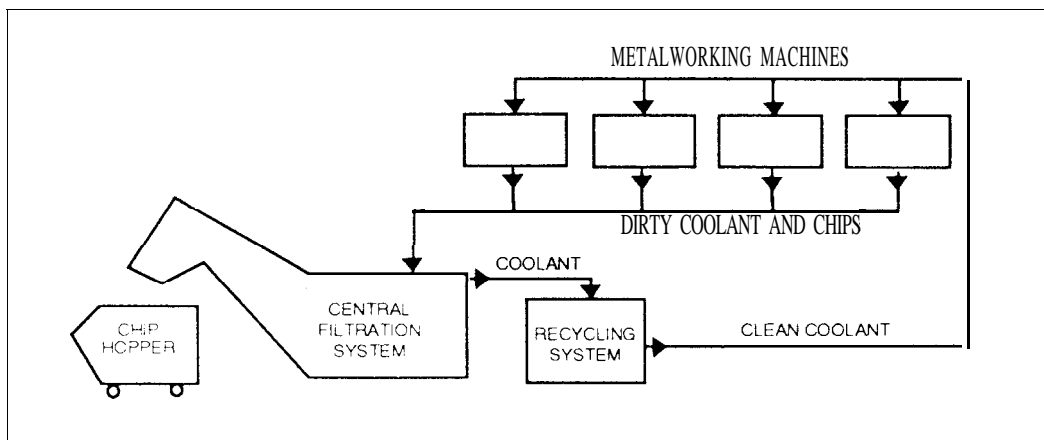 METALWORKING MACHINES
DIRTY COOLANT AND CHIPS
COOLANT
CENTRAL
FILTRATION
SYSTEM
CHIP
HOPPER
RECYCLING
SYSTEM
CLEAN COOLANT